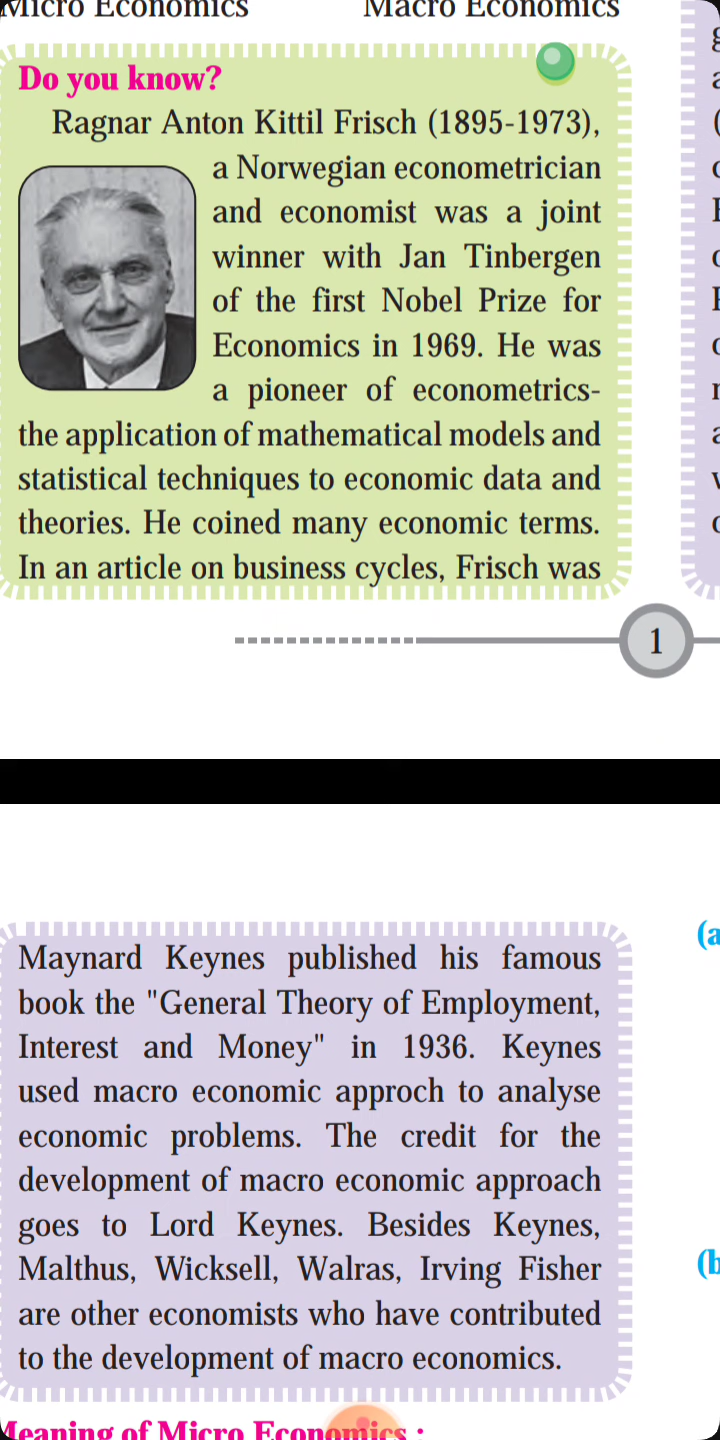 Micro Economics Macro Economics
Do you know?
Ragnar Anton Kittil Frisch (1895-1973),
a Norwegian econometrician
and economist was a joint
winner with Jan Tinbergen
of the first Nobel Prize for
Economics in 1969. He was
a pioneer of econometrics-
the application of mathematical models and
statistical techniques to economic data and
theories. He coined many economic terms.
In an article on business cycles, Frisch was
1
Maynard Keynes published his famous
book the "General Theory of Employment,
Interest and Money" in 1936. Keynes
used macro economic approch to analyse
economic problems. The credit for the
development of macro economic approach
goes to Lord Keynes. Besides Keynes,
Malthus, Wicksell, Walras, Irving Fisher
are other economists who have contributed
to the development of macro economics.
Meaning of Micro Economics :
(a
(b